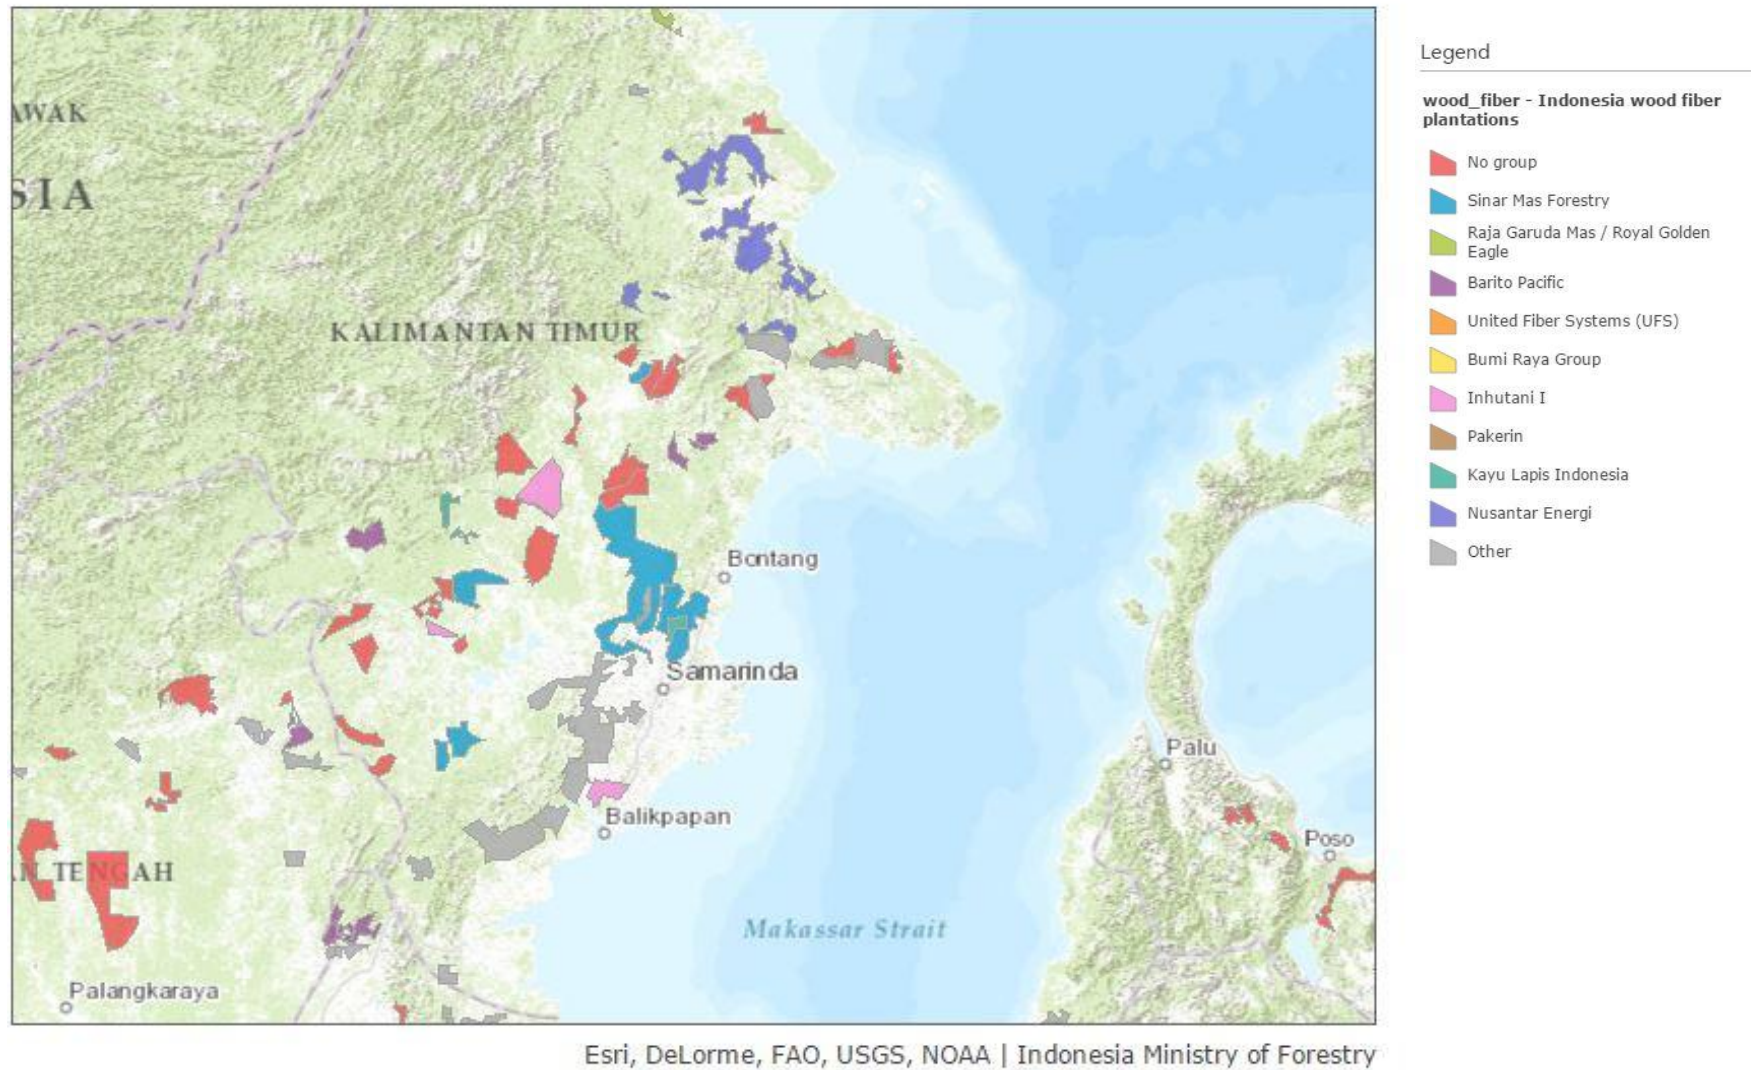 AWAK
SIA
KALIMANTAN TIMUR
Bontang
Samarinda
Palu
Balikpapan
Poso
AN TENGAH
Makassar Strait
Palangkaraya
Legend
wood_fiber - Indonesia wood fiber
plantations
No group
Sinar Mas Forestry
Raja Garuda Mas / Royal Golden
Eagle
Barito Pacific
United Fiber Systems (UFS)
Bumi Raya Group
Inhutani I
Pakerin
Kayu Lapis Indonesia
Nusantar Energi
Other
Esri, DeLorme, FAO, USGS, NOAA | Indonesia Ministry of Forestry